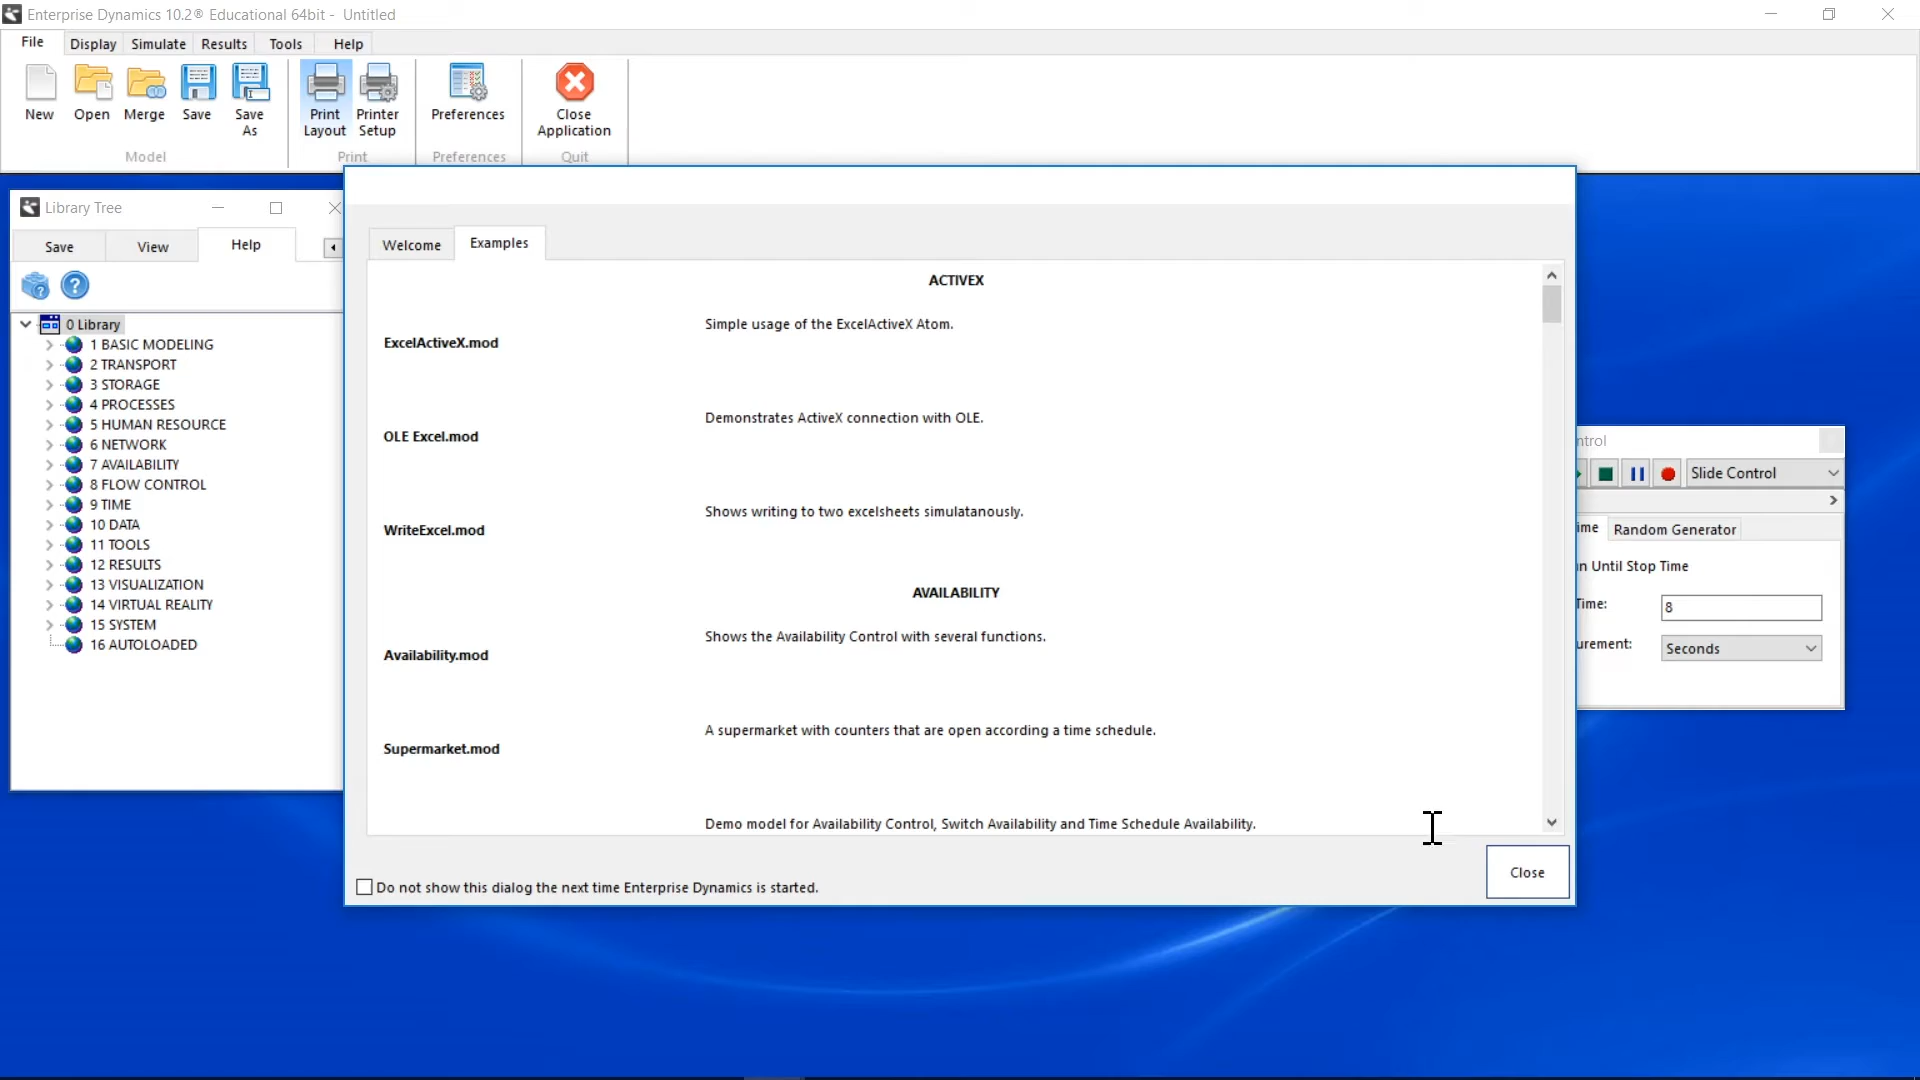 Enterprise Dynamics 10.2® Educational 64bit - Untitled
File Display Simulate Results Tools Help
New Open Merge Save Save As Print Layout Printer Setup Preferences Close Application
Model Print Preferences Quit
Library Tree
Save View Help
0 Library
1 BASIC MODELING
2 TRANSPORT
3 STORAGE
4 PROCESSES
5 HUMAN RESOURCE
6 NETWORK
7 AVAILABILITY
8 FLOW CONTROL
9 TIME
10 DATA
11 TOOLS
12 RESULTS
13 VISUALIZATION
14 VIRTUAL REALITY
15 SYSTEM
16 AUTOLOADED
Welcome Examples
ACTIVEX
Simple usage of the ExcelActiveX Atom.
ExcelActiveX.mod
Demonstrates ActiveX connection with OLE.
OLE Excel.mod
Shows writing to two excelsheets simulatanously.
WriteExcel.mod
AVAILABILITY
Shows the Availability Control with several functions.
Availability.mod
A supermarket with counters that are open according a time schedule.
Supermarket.mod
Demo model for Availability Control, Switch Availability and Time Schedule Availability.
Do not show this dialog the next time Enterprise Dynamics is started.
Close
ntrol
Slide Control
ime Random Generator
n Until Stop Time
Time: 8
urement: Seconds